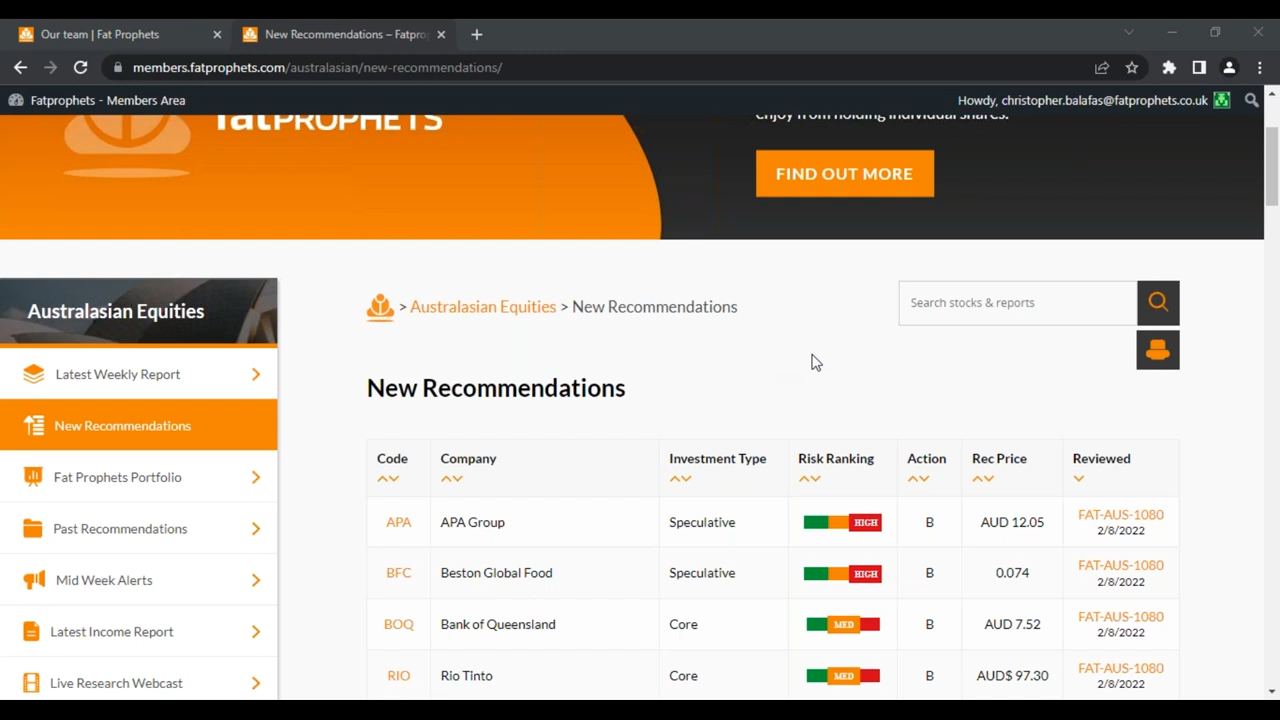 Our team | Fat Prophets
New Recommendations – Fatpro
members.fatprophets.com/australasian/new-recommendations/
Fatprophets - Members Area
Howdy, christopher.balafas@fatprophets.co.uk
fatPROPHETS
enjoy from holding individual shares.
FIND OUT MORE
Australasian Equities
> Australasian Equities > New Recommendations
Search stocks & reports
Latest Weekly Report
New Recommendations
Fat Prophets Portfolio
Past Recommendations
Mid Week Alerts
Latest Income Report
Live Research Webcast
New Recommendations
Code Company Investment Type Risk Ranking Action Rec Price Reviewed
APA APA Group Speculative HIGH B AUD 12.05 FAT-AUS-1080
2/8/2022
BFC Beston Global Food Speculative HIGH B 0.074 FAT-AUS-1080
2/8/2022
BOQ Bank of Queensland Core MED B AUD 7.52 FAT-AUS-1080
2/8/2022
RIO Rio Tinto Core MED B AUD$ 97.30 FAT-AUS-1080
2/8/2022